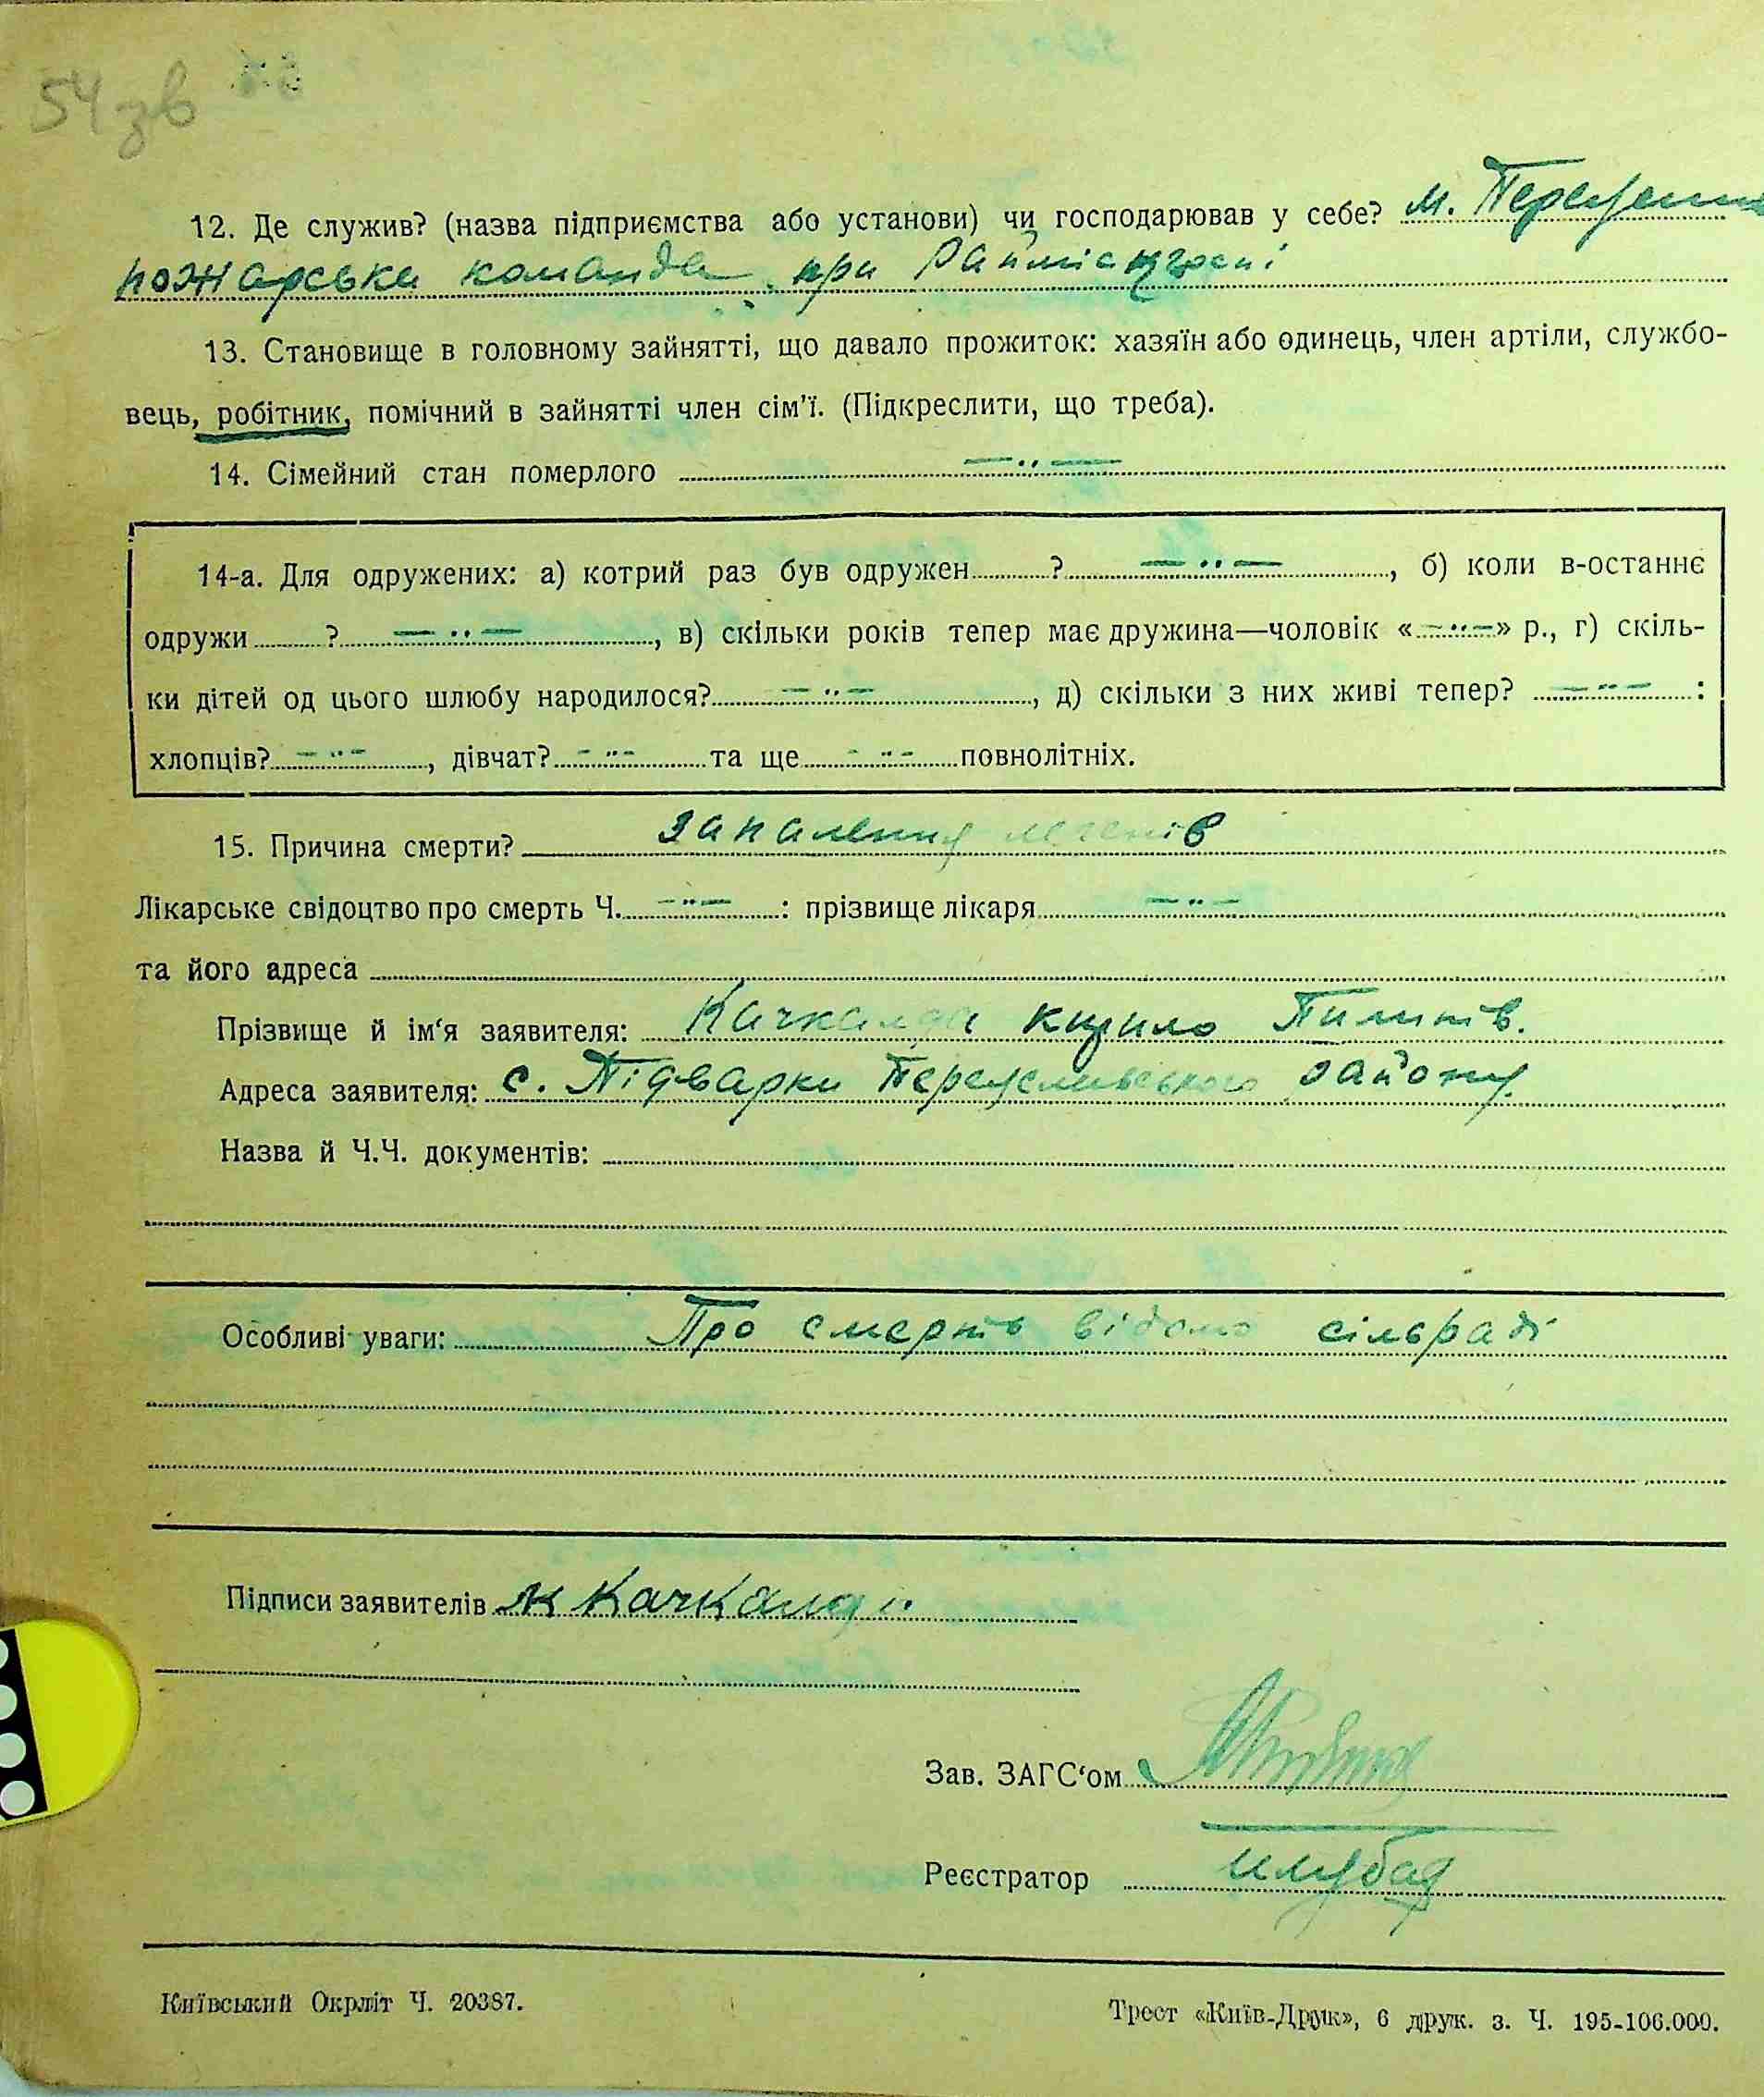 54 зв
12. Де служив? (назва підприємства або установи) чи господарював у себе? м.
пожарська команда при
13. Становище в головному зайнятті, що давало прожиток: хазяїн або одинець, член артіли, службо-
вець, робітник, помічний в зайнятті член сім'ї. (Підкреслити, що треба).
14. Сімейний стан померлого — ,, —
14-а. Для одружених: а) котрий раз був одружен ? — ,, — , б) коли в-останнє
одружи ? — ,, — , в) скільки років тепер має дружина—чоловік « — ,, — » р., г) скіль-
ки дітей од цього шлюбу народилося? — ,, — , д) скільки з них живі тепер? — ,, — :
хлопців? — ,, — , дівчат? — ,, — та ще — ,, — повнолітніх.
15. Причина смерти? запалення легенів
Лікарське свідоцтво про смерть Ч. — ,, — : прізвище лікаря — ,, —
та його адреса
Прізвище й ім'я заявителя: Качкалда Кирило Пилипів.
Адреса заявителя: с. Підварки Переяславського району.
Назва й Ч.Ч. документів:
Особливі уваги: Про смерть відомо сільраді
Підписи заявителів К Качкалда
Зав. ЗАГС'ом
Реєстратор
Київський Окрліт Ч. 20387.
Трест «Київ-Друк», 6 друк. з. Ч. 195-106.000.